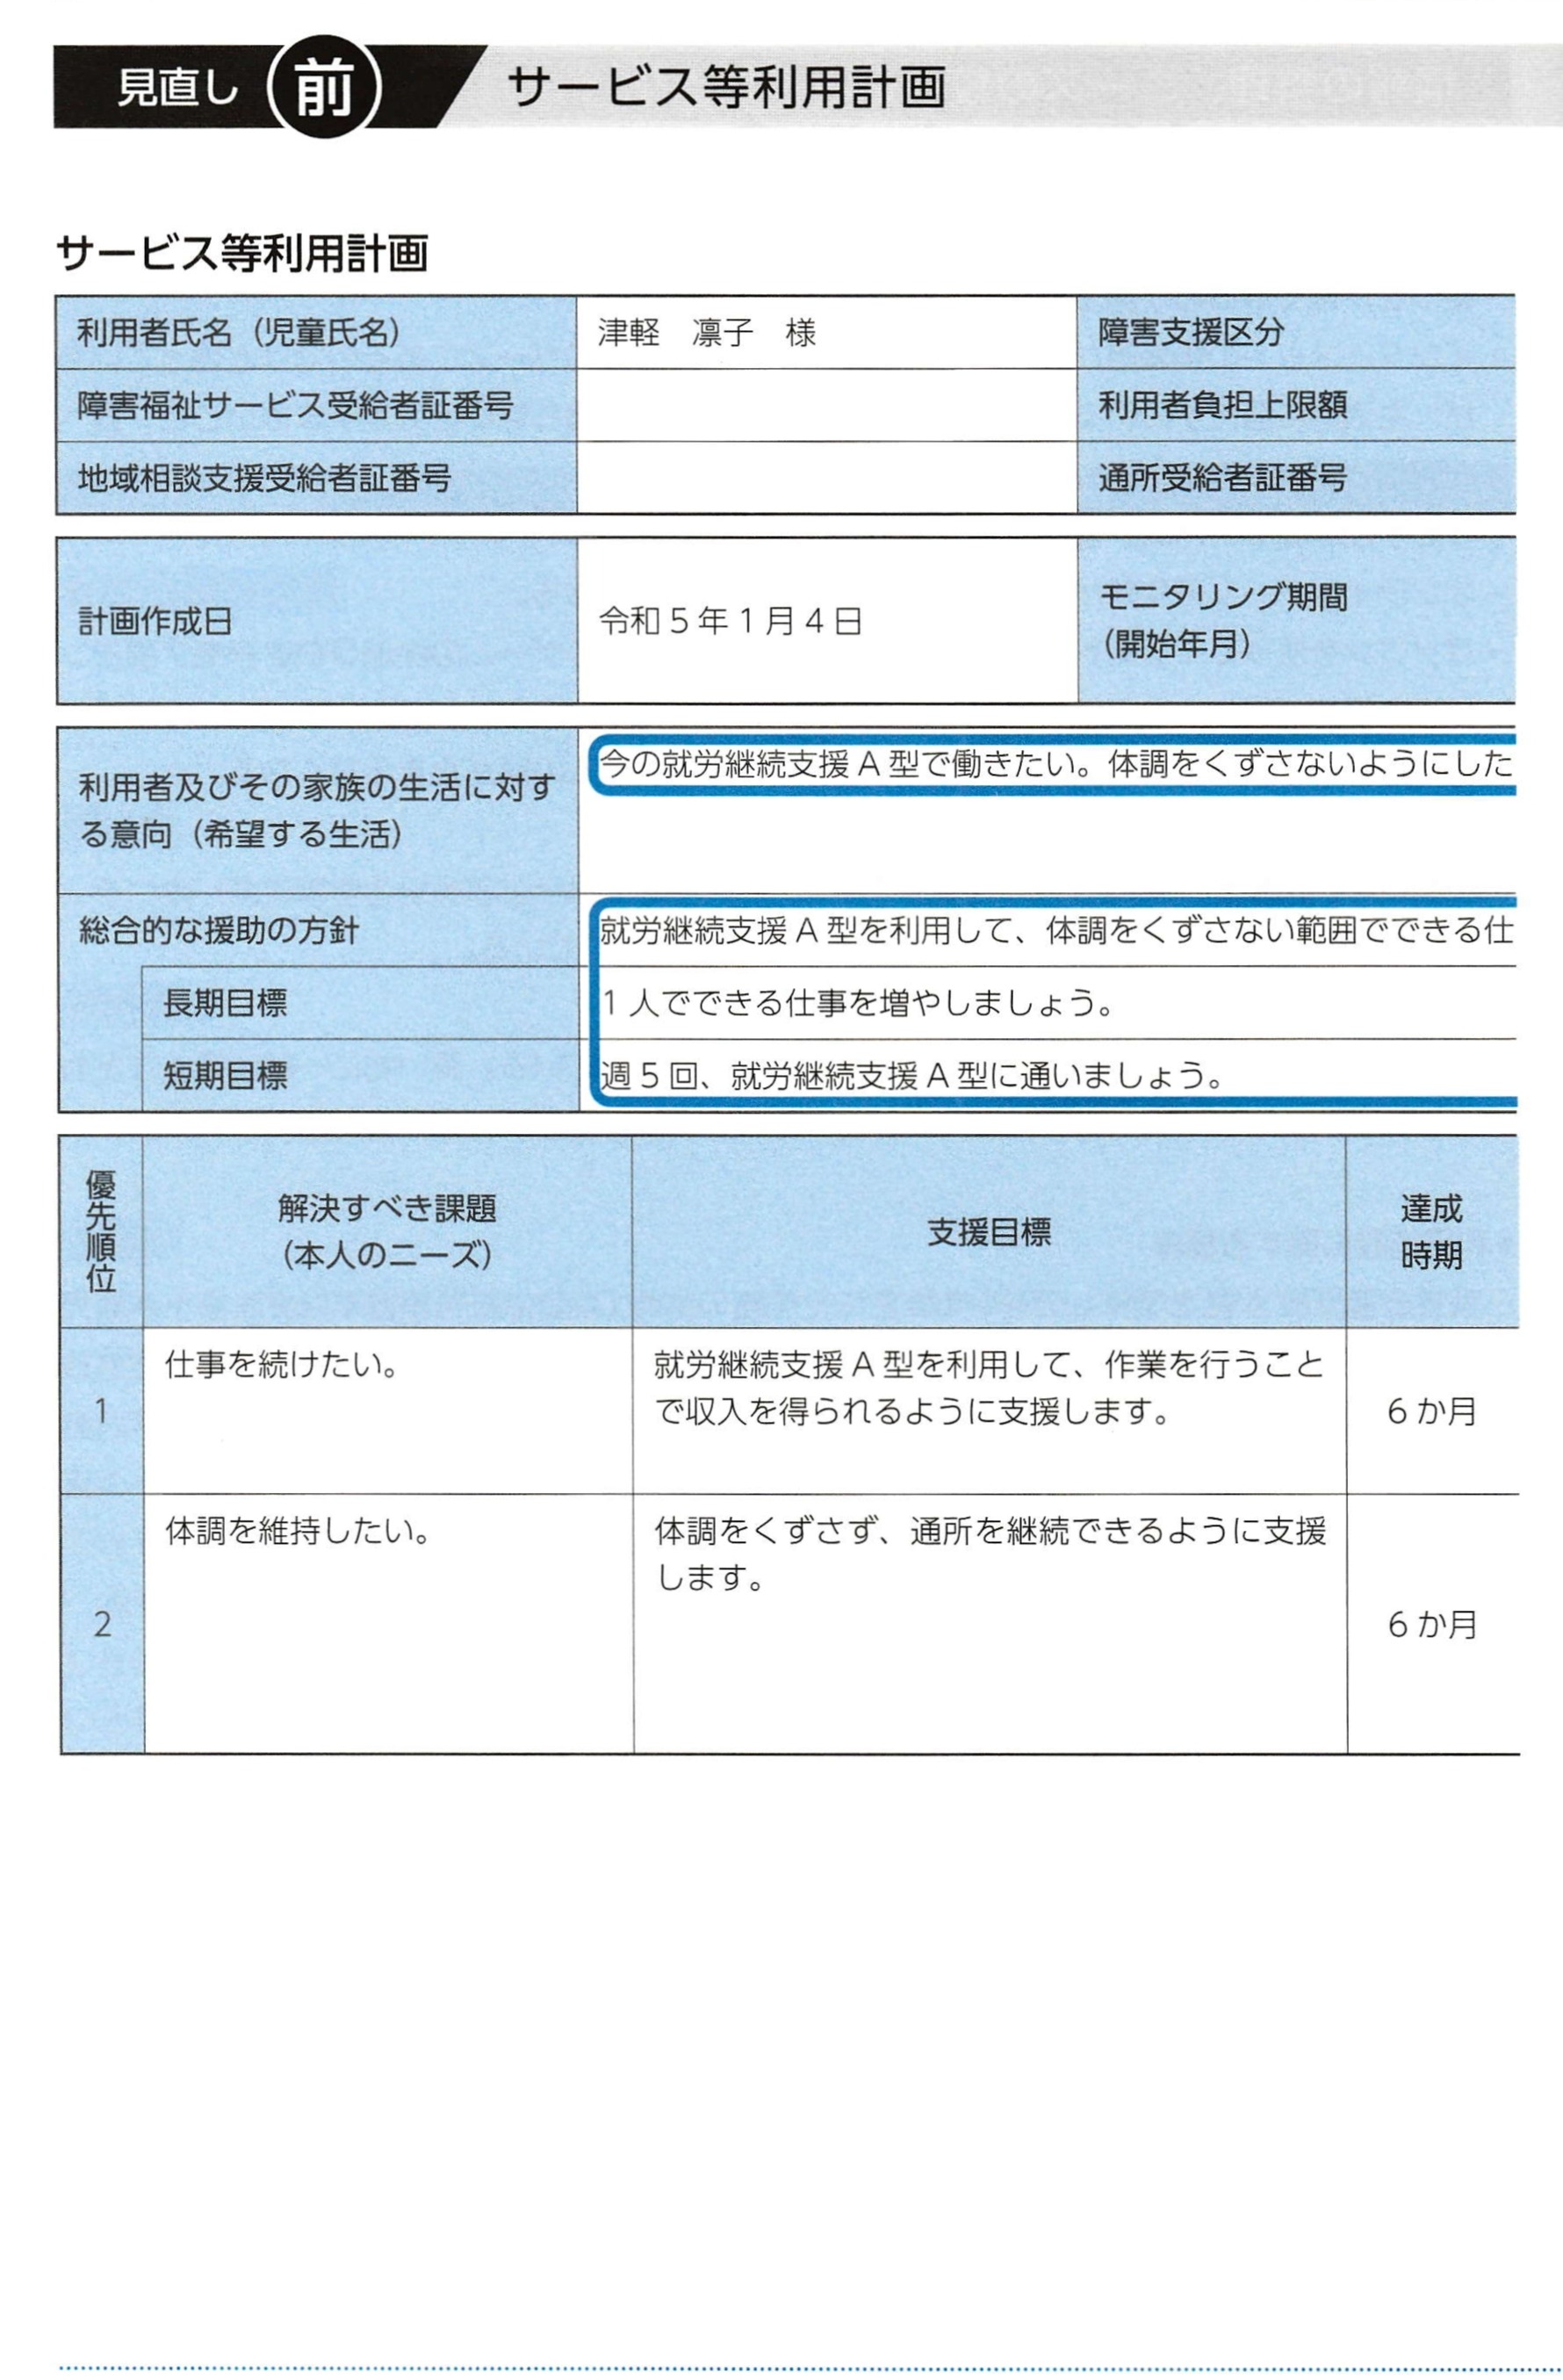 見直し 前 サービス等利用計画
サービス等利用計画
利用者氏名（児童氏名） 津軽　凛子　様 障害支援区分
障害福祉サービス受給者証番号 利用者負担上限額
地域相談支援受給者証番号 通所受給者証番号
計画作成日 令和5年1月4日 モニタリング期間
（開始年月）
利用者及びその家族の生活に対す
る意向（希望する生活）
今の就労継続支援A型で働きたい。体調をくずさないようにした
総合的な援助の方針 就労継続支援A型を利用して、体調をくずさない範囲でできる仕
長期目標 1人でできる仕事を増やしましょう。
短期目標 週5回、就労継続支援A型に通いましょう。
優先順位
解決すべき課題
（本人のニーズ）
支援目標
達成
時期
1
仕事を続けたい。
就労継続支援A型を利用して、作業を行うこと
で収入を得られるように支援します。
6か月
2
体調を維持したい。
体調をくずさず、通所を継続できるように支援
します。
6か月